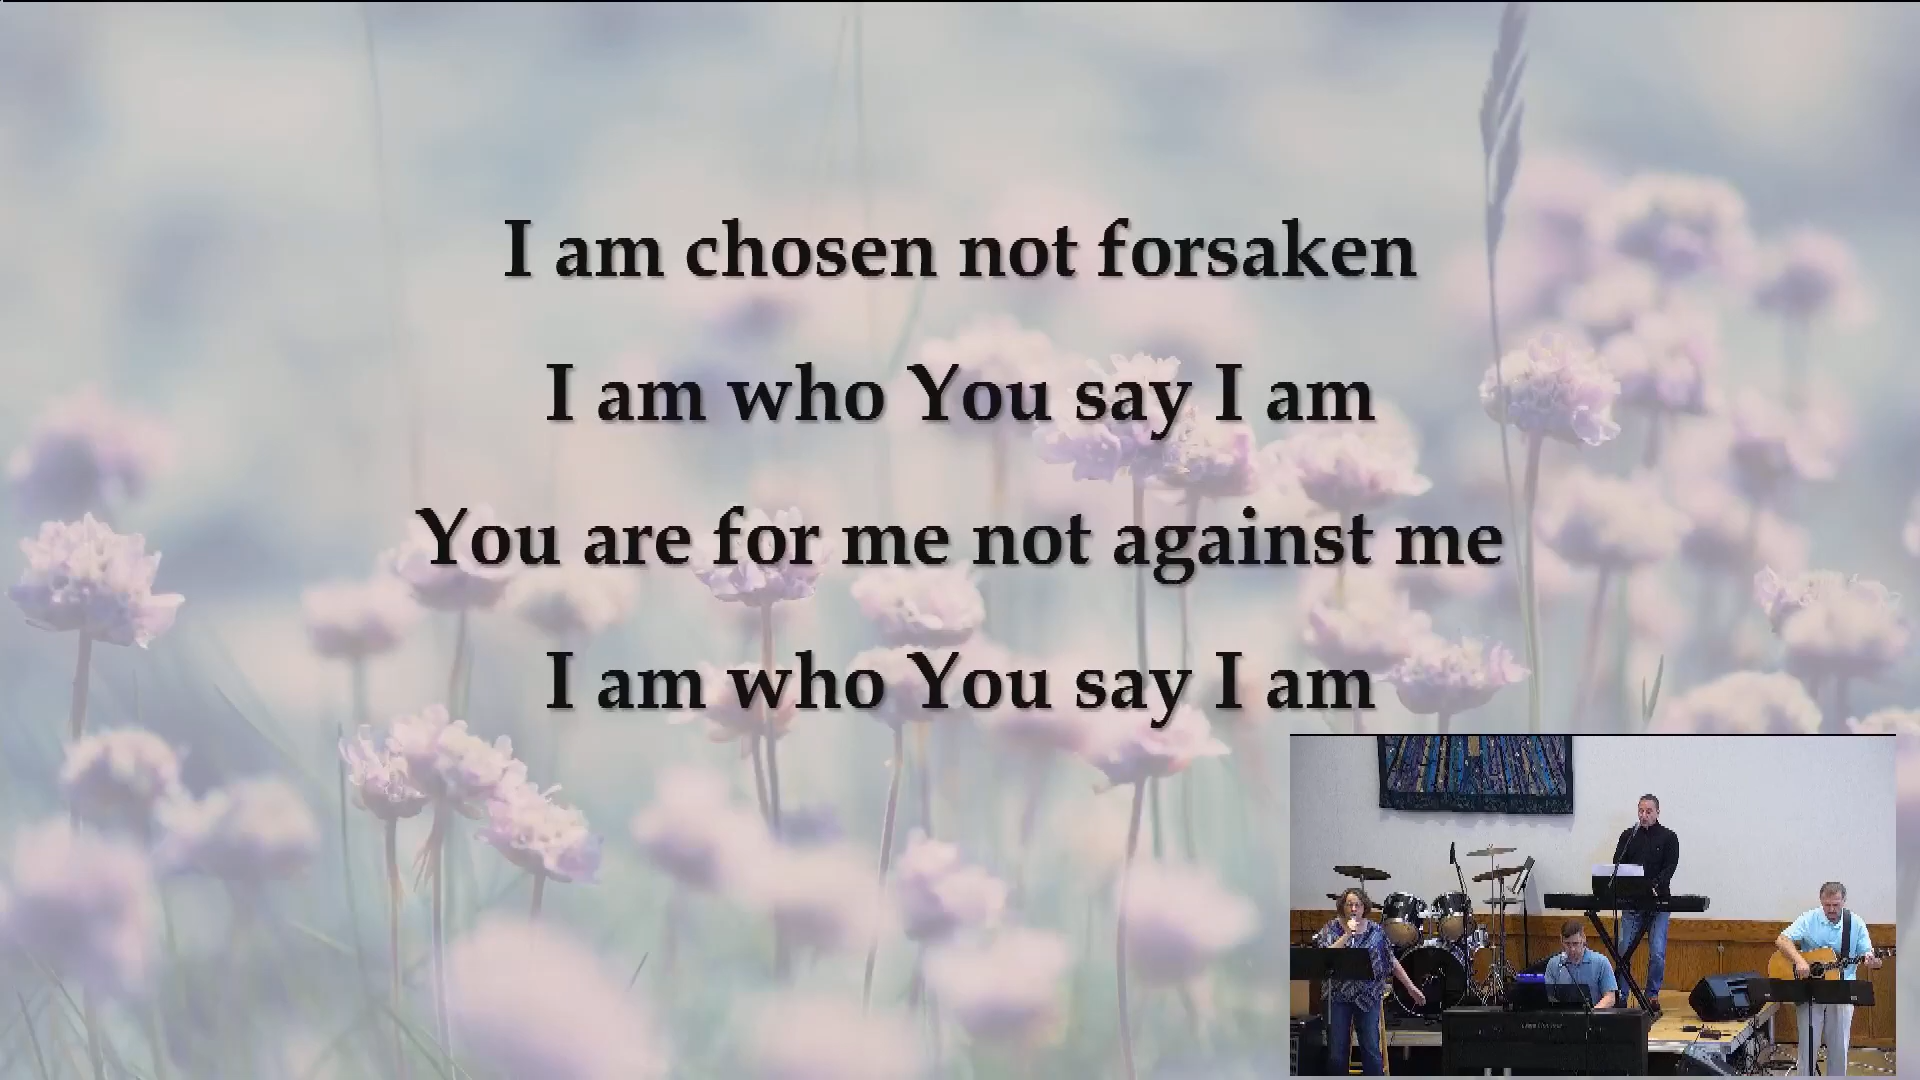 I am chosen not forsaken
I am who You say I am
You are for me not against me
I am who You say I am